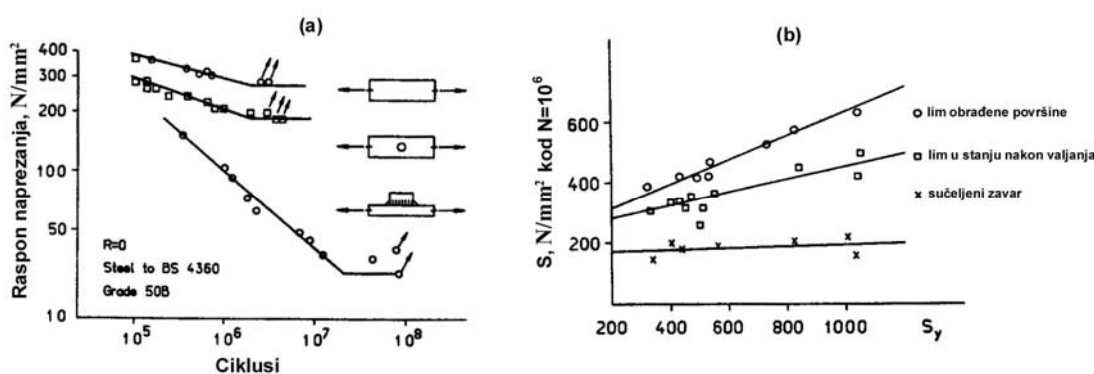 (a)
Raspon naprezanja, N/mm²
400
300
200
100
50
10
R=0
Steel to BS 4360
Grade 50B
10⁵ 10⁶ 10⁷ 10⁸
Ciklusi
(b)
S, N/mm² kod N=10⁶
600
400
200
200 400 600 800 1000 Sy
lim obrađene površine
lim u stanju nakon valjanja
sučeljeni zavar